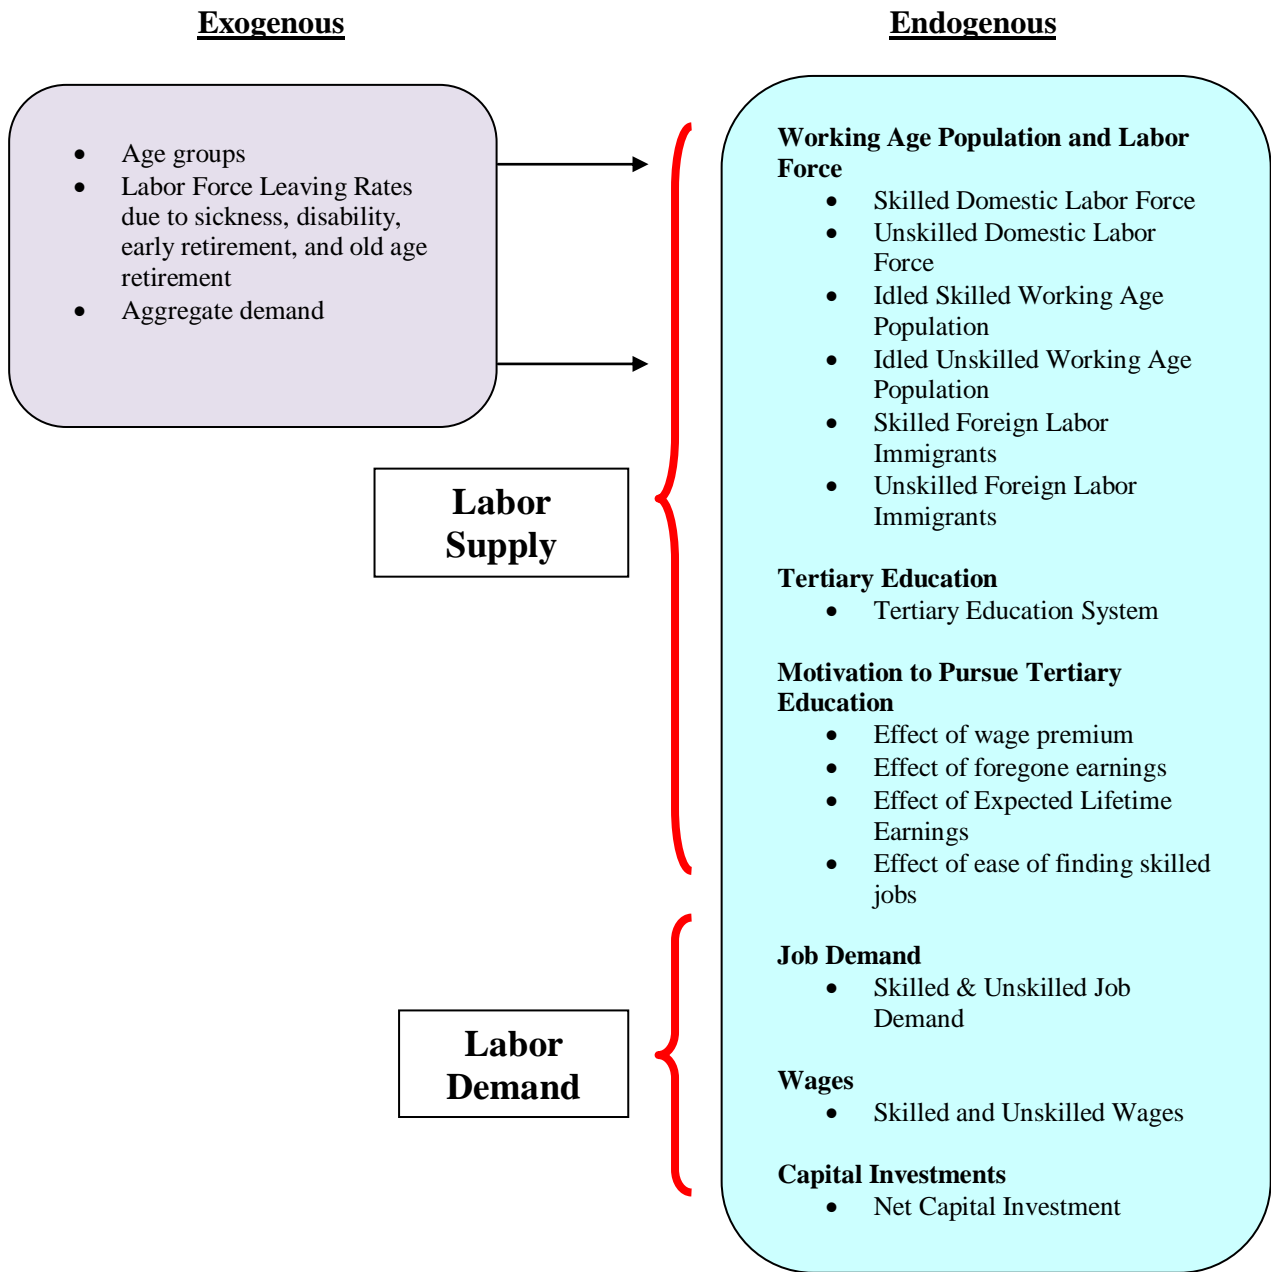 Exogenous
Endogenous
• Age groups
• Labor Force Leaving Rates
due to sickness, disability,
early retirement, and old age
retirement
• Aggregate demand
Labor
Supply
Labor
Demand
Working Age Population and Labor
Force
• Skilled Domestic Labor Force
• Unskilled Domestic Labor
Force
• Idled Skilled Working Age
Population
• Idled Unskilled Working Age
Population
• Skilled Foreign Labor
Immigrants
• Unskilled Foreign Labor
Immigrants
Tertiary Education
• Tertiary Education System
Motivation to Pursue Tertiary
Education
• Effect of wage premium
• Effect of foregone earnings
• Effect of Expected Lifetime
Earnings
• Effect of ease of finding skilled
jobs
Job Demand
• Skilled & Unskilled Job
Demand
Wages
• Skilled and Unskilled Wages
Capital Investments
• Net Capital Investment